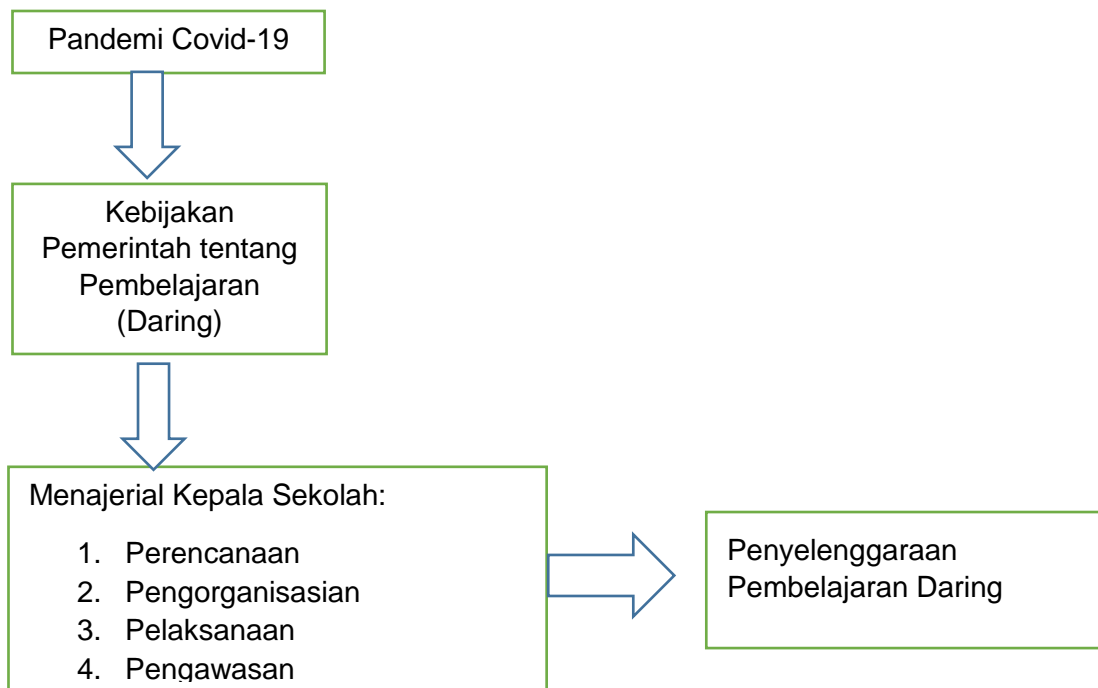 Pandemi Covid-19
Kebijakan
Pemerintah tentang
Pembelajaran
(Daring)
Menajerial Kepala Sekolah:
1. Perencanaan
2. Pengorganisasian
3. Pelaksanaan
4. Pengawasan
Penyelenggaraan
Pembelajaran Daring